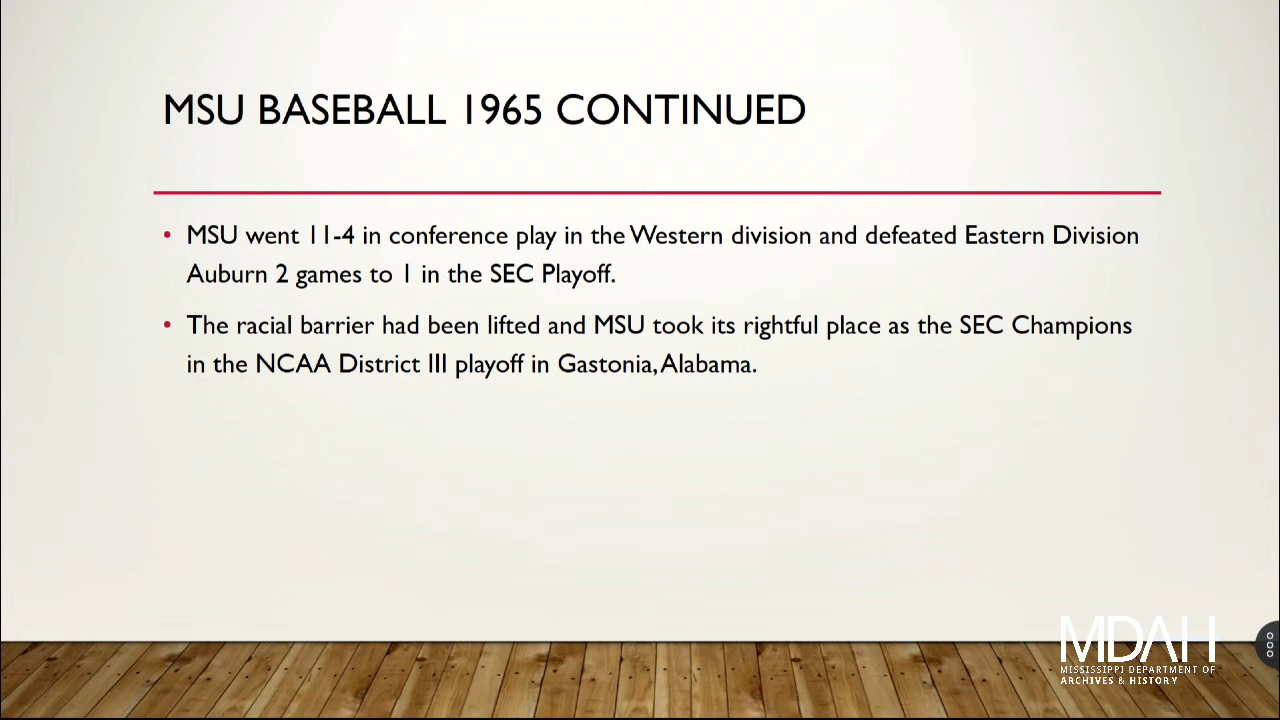 MSU BASEBALL 1965 CONTINUED
• MSU went 11-4 in conference play in the Western division and defeated Eastern Division
Auburn 2 games to 1 in the SEC Playoff.
• The racial barrier had been lifted and MSU took its rightful place as the SEC Champions
in the NCAA District III playoff in Gastonia, Alabama.
MDAH
MISSISSIPPI DEPARTMENT OF
ARCHIVES & HISTORY